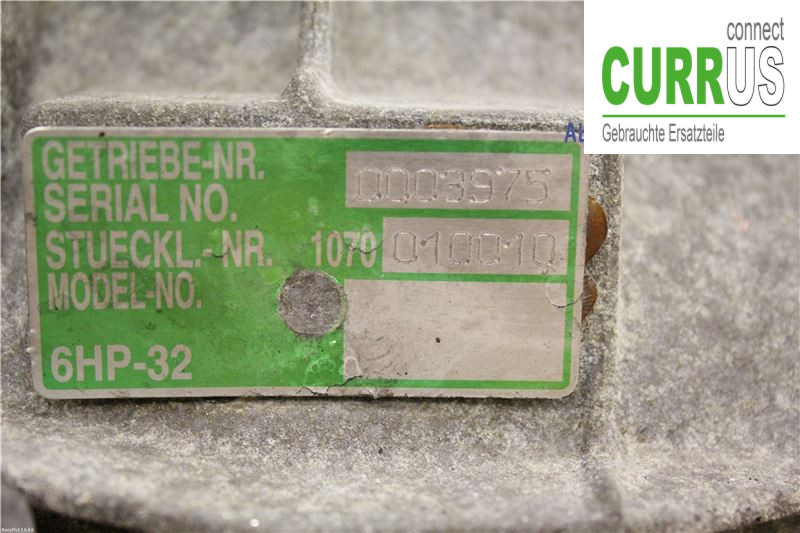 connect
CURRUS
Gebrauchte Ersatzteile
GETRIEBE-NR.
SERIAL NO. 0003975
STUECKL.- NR. 1070 010010
MODEL-NO.
6HP-32